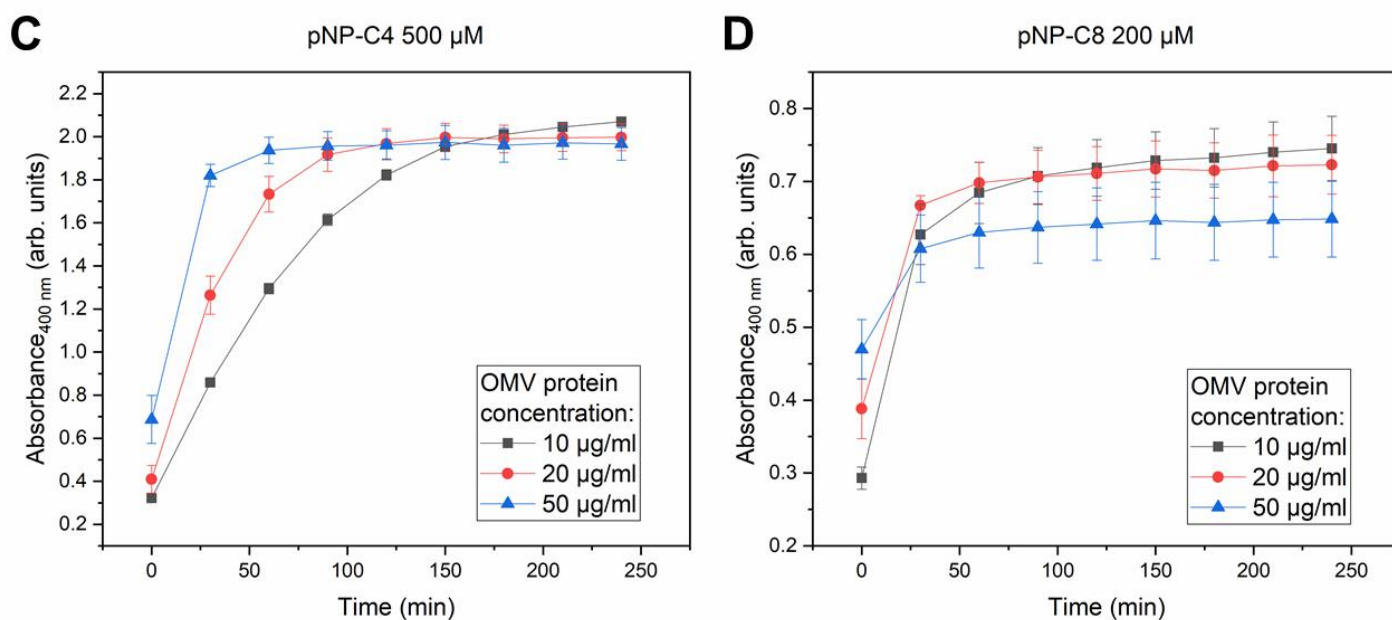 C
pNP-C4 500 µM
Absorbance400 nm (arb. units)
2.2
2.0
1.8
1.6
1.4
1.2
1.0
0.8
0.6
0.4
0.2
OMV protein
concentration:
10 µg/ml
20 µg/ml
50 µg/ml
0 50 100 150 200 250
Time (min)
D
pNP-C8 200 µM
Absorbance400 nm (arb. units)
0.8
0.7
0.6
0.5
0.4
0.3
0.2
OMV protein
concentration:
10 µg/ml
20 µg/ml
50 µg/ml
0 50 100 150 200 250
Time (min)